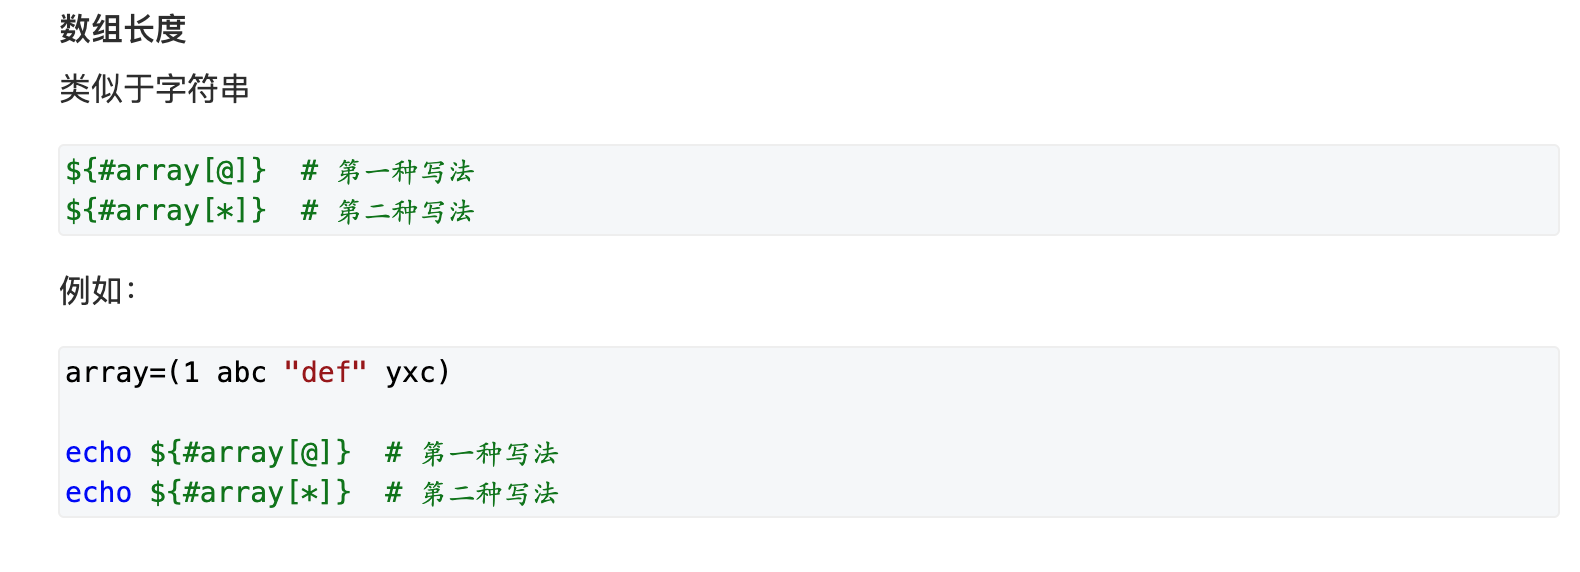 数组长度
类似于字符串
${#array[@]}  # 第一种写法
${#array[*]}  # 第二种写法
例如：
array=(1 abc "def" yxc)
echo ${#array[@]}  # 第一种写法
echo ${#array[*]}  # 第二种写法